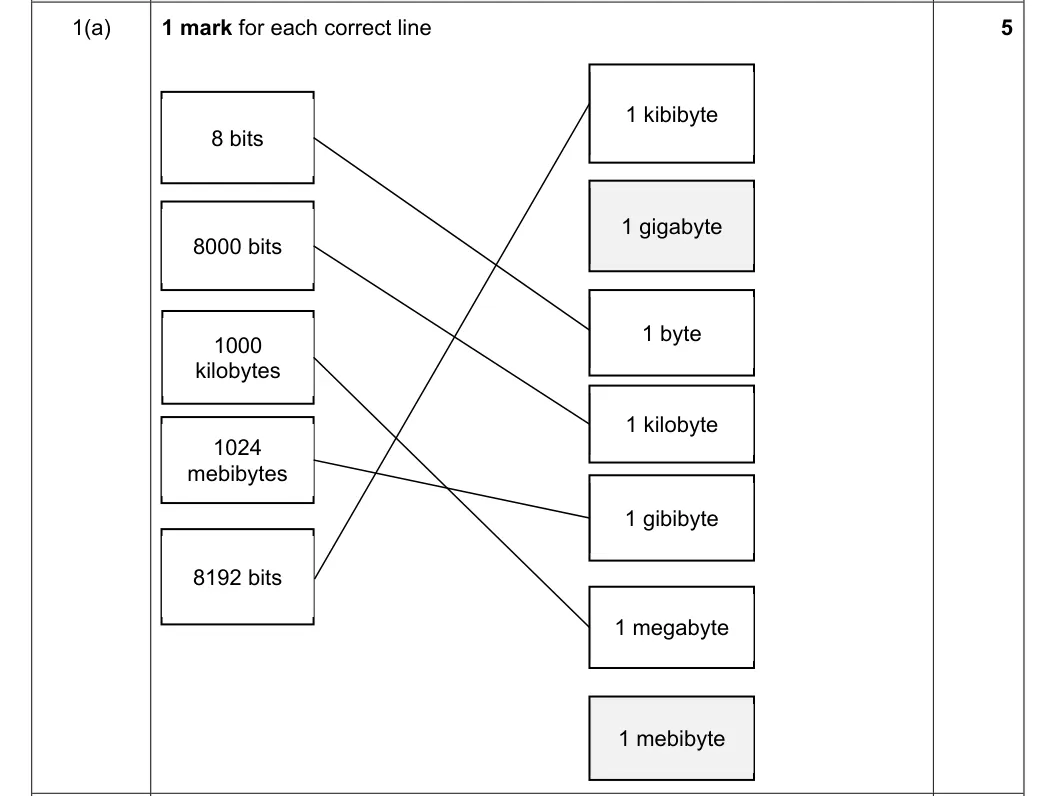 1(a)
1 mark for each correct line
5
8 bits
8000 bits
1000
kilobytes
1024
mebibytes
8192 bits
1 kibibyte
1 gigabyte
1 byte
1 kilobyte
1 gibibyte
1 megabyte
1 mebibyte